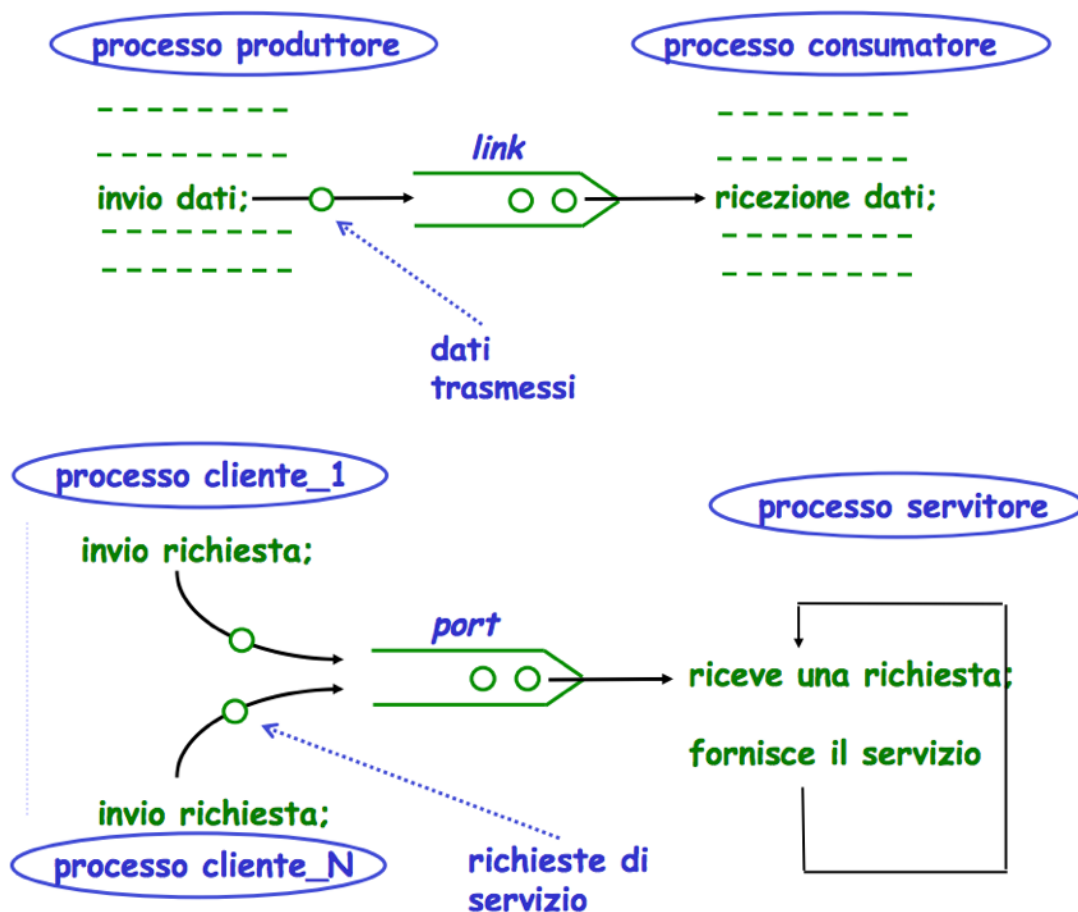 processo produttore
processo consumatore
link
invio dati;
ricezione dati;
dati
trasmessi
processo cliente_1
processo servitore
invio richiesta;
port
riceve una richiesta;
fornisce il servizio
invio richiesta;
processo cliente_N
richieste di
servizio